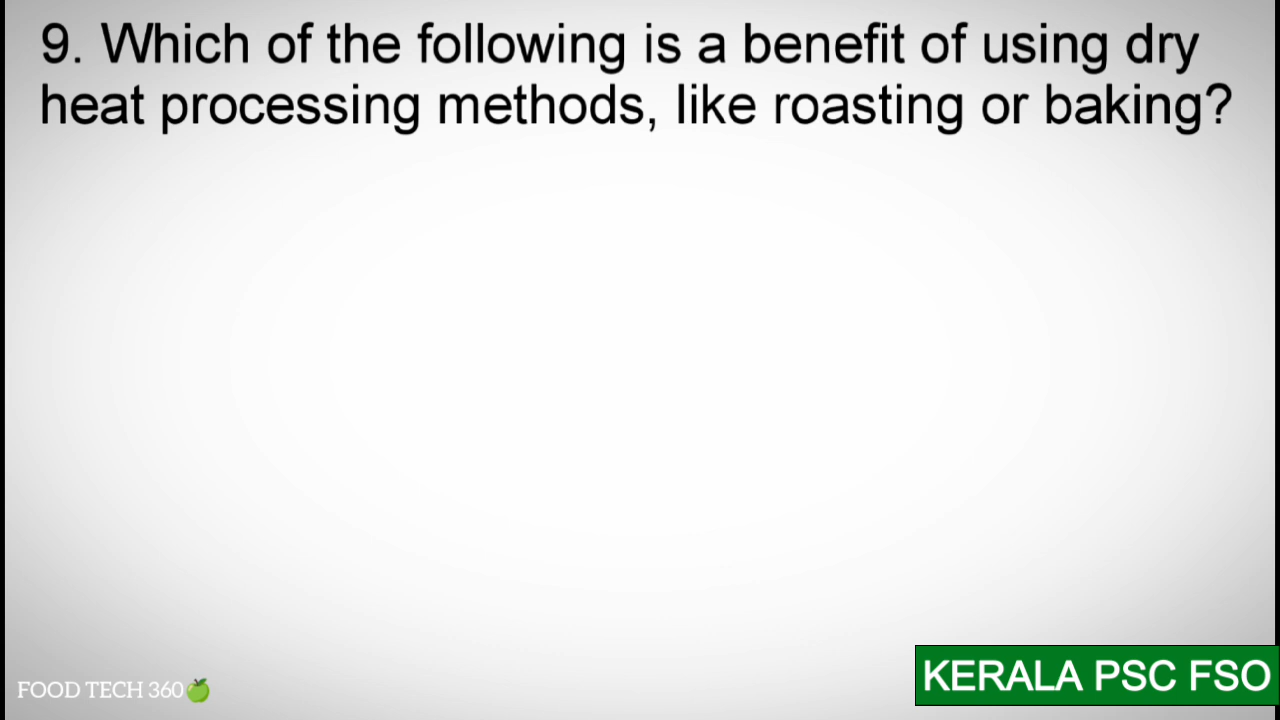 9. Which of the following is a benefit of using dry
heat processing methods, like roasting or baking?
FOOD TECH 360🍏
KERALA PSC FSO